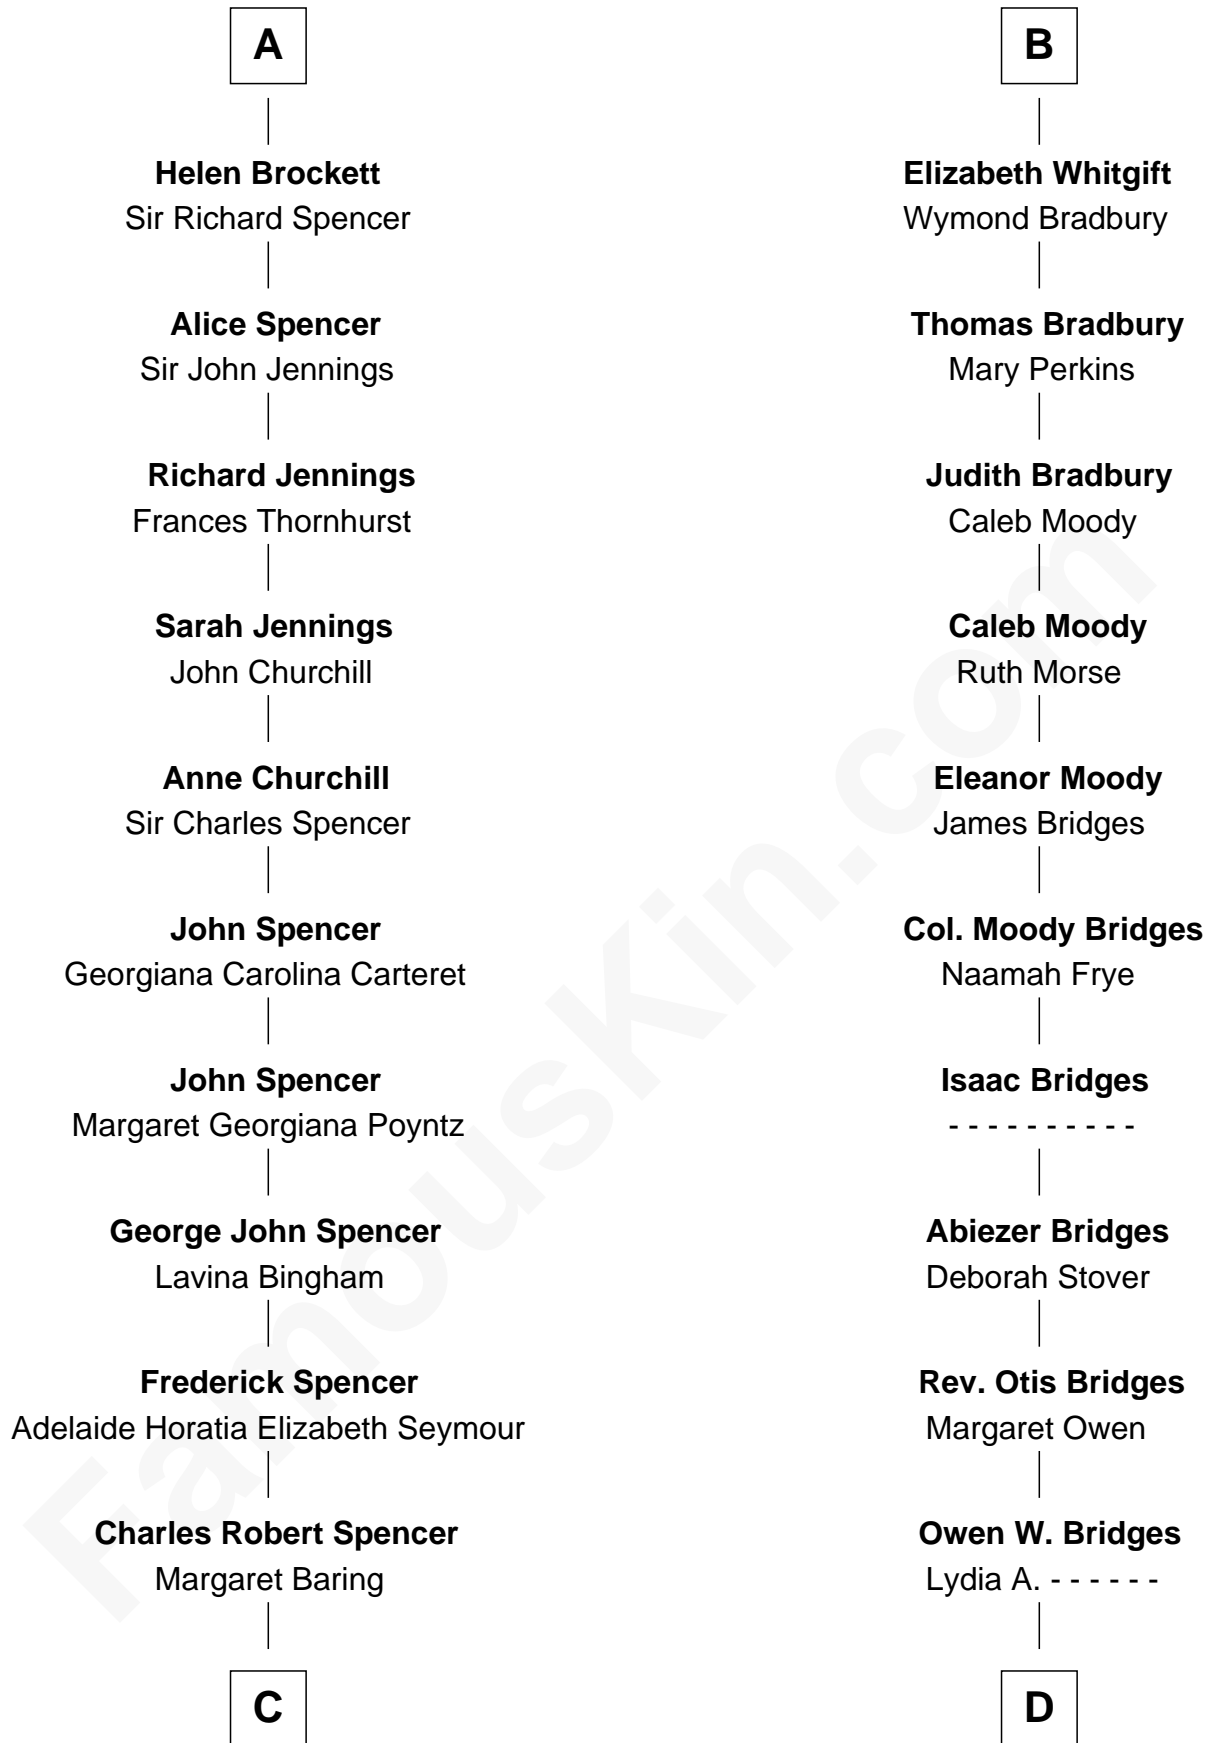 A
Helen Brockett
Sir Richard Spencer
Alice Spencer
Sir John Jennings
Richard Jennings
Frances Thornhurst
Sarah Jennings
John Churchill
Anne Churchill
Sir Charles Spencer
John Spencer
Georgiana Carolina Carteret
John Spencer
Margaret Georgiana Poyntz
George John Spencer
Lavina Bingham
Frederick Spencer
Adelaide Horatia Elizabeth Seymour
Charles Robert Spencer
Margaret Baring
C
B
Elizabeth Whitgift
Wymond Bradbury
Thomas Bradbury
Mary Perkins
Judith Bradbury
Caleb Moody
Caleb Moody
Ruth Morse
Eleanor Moody
James Bridges
Col. Moody Bridges
Naamah Frye
Isaac Bridges
- - - - - - - - - -
Abiezer Bridges
Deborah Stover
Rev. Otis Bridges
Margaret Owen
Owen W. Bridges
Lydia A. - - - - - -
D
FamousKin.com